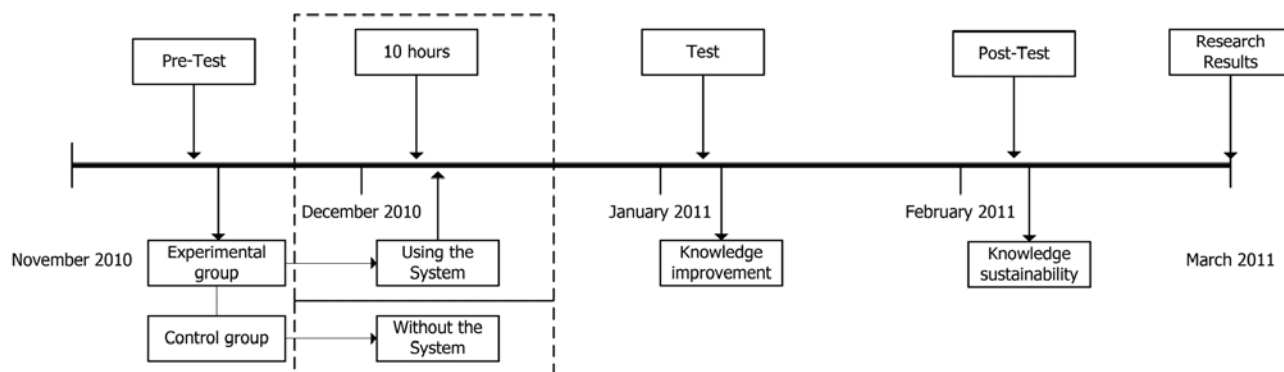 Pre-Test
10 hours
Test
Post-Test
Research
Results
December 2010
January 2011
February 2011
November 2010
Experimental
group
Using the
System
Knowledge
improvement
Knowledge
sustainability
March 2011
Control group
Without the
System